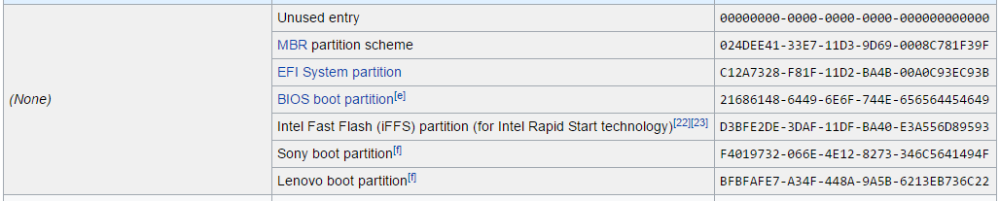 Unused entry 00000000-0000-0000-0000-000000000000
MBR partition scheme 024DEE41-33E7-11D3-9D69-0008C781F39F
EFI System partition C12A7328-F81F-11D2-BA4B-00A0C93EC93B
(None) BIOS boot partition[e] 21686148-6449-6E6F-744E-656564454649
Intel Fast Flash (iFFS) partition (for Intel Rapid Start technology)[22][23] D3BFE2DE-3DAF-11DF-BA40-E3A556D89593
Sony boot partition[f] F4019732-066E-4E12-8273-346C5641494F
Lenovo boot partition[f] BFBFAFE7-A34F-448A-9A5B-6213EB736C22